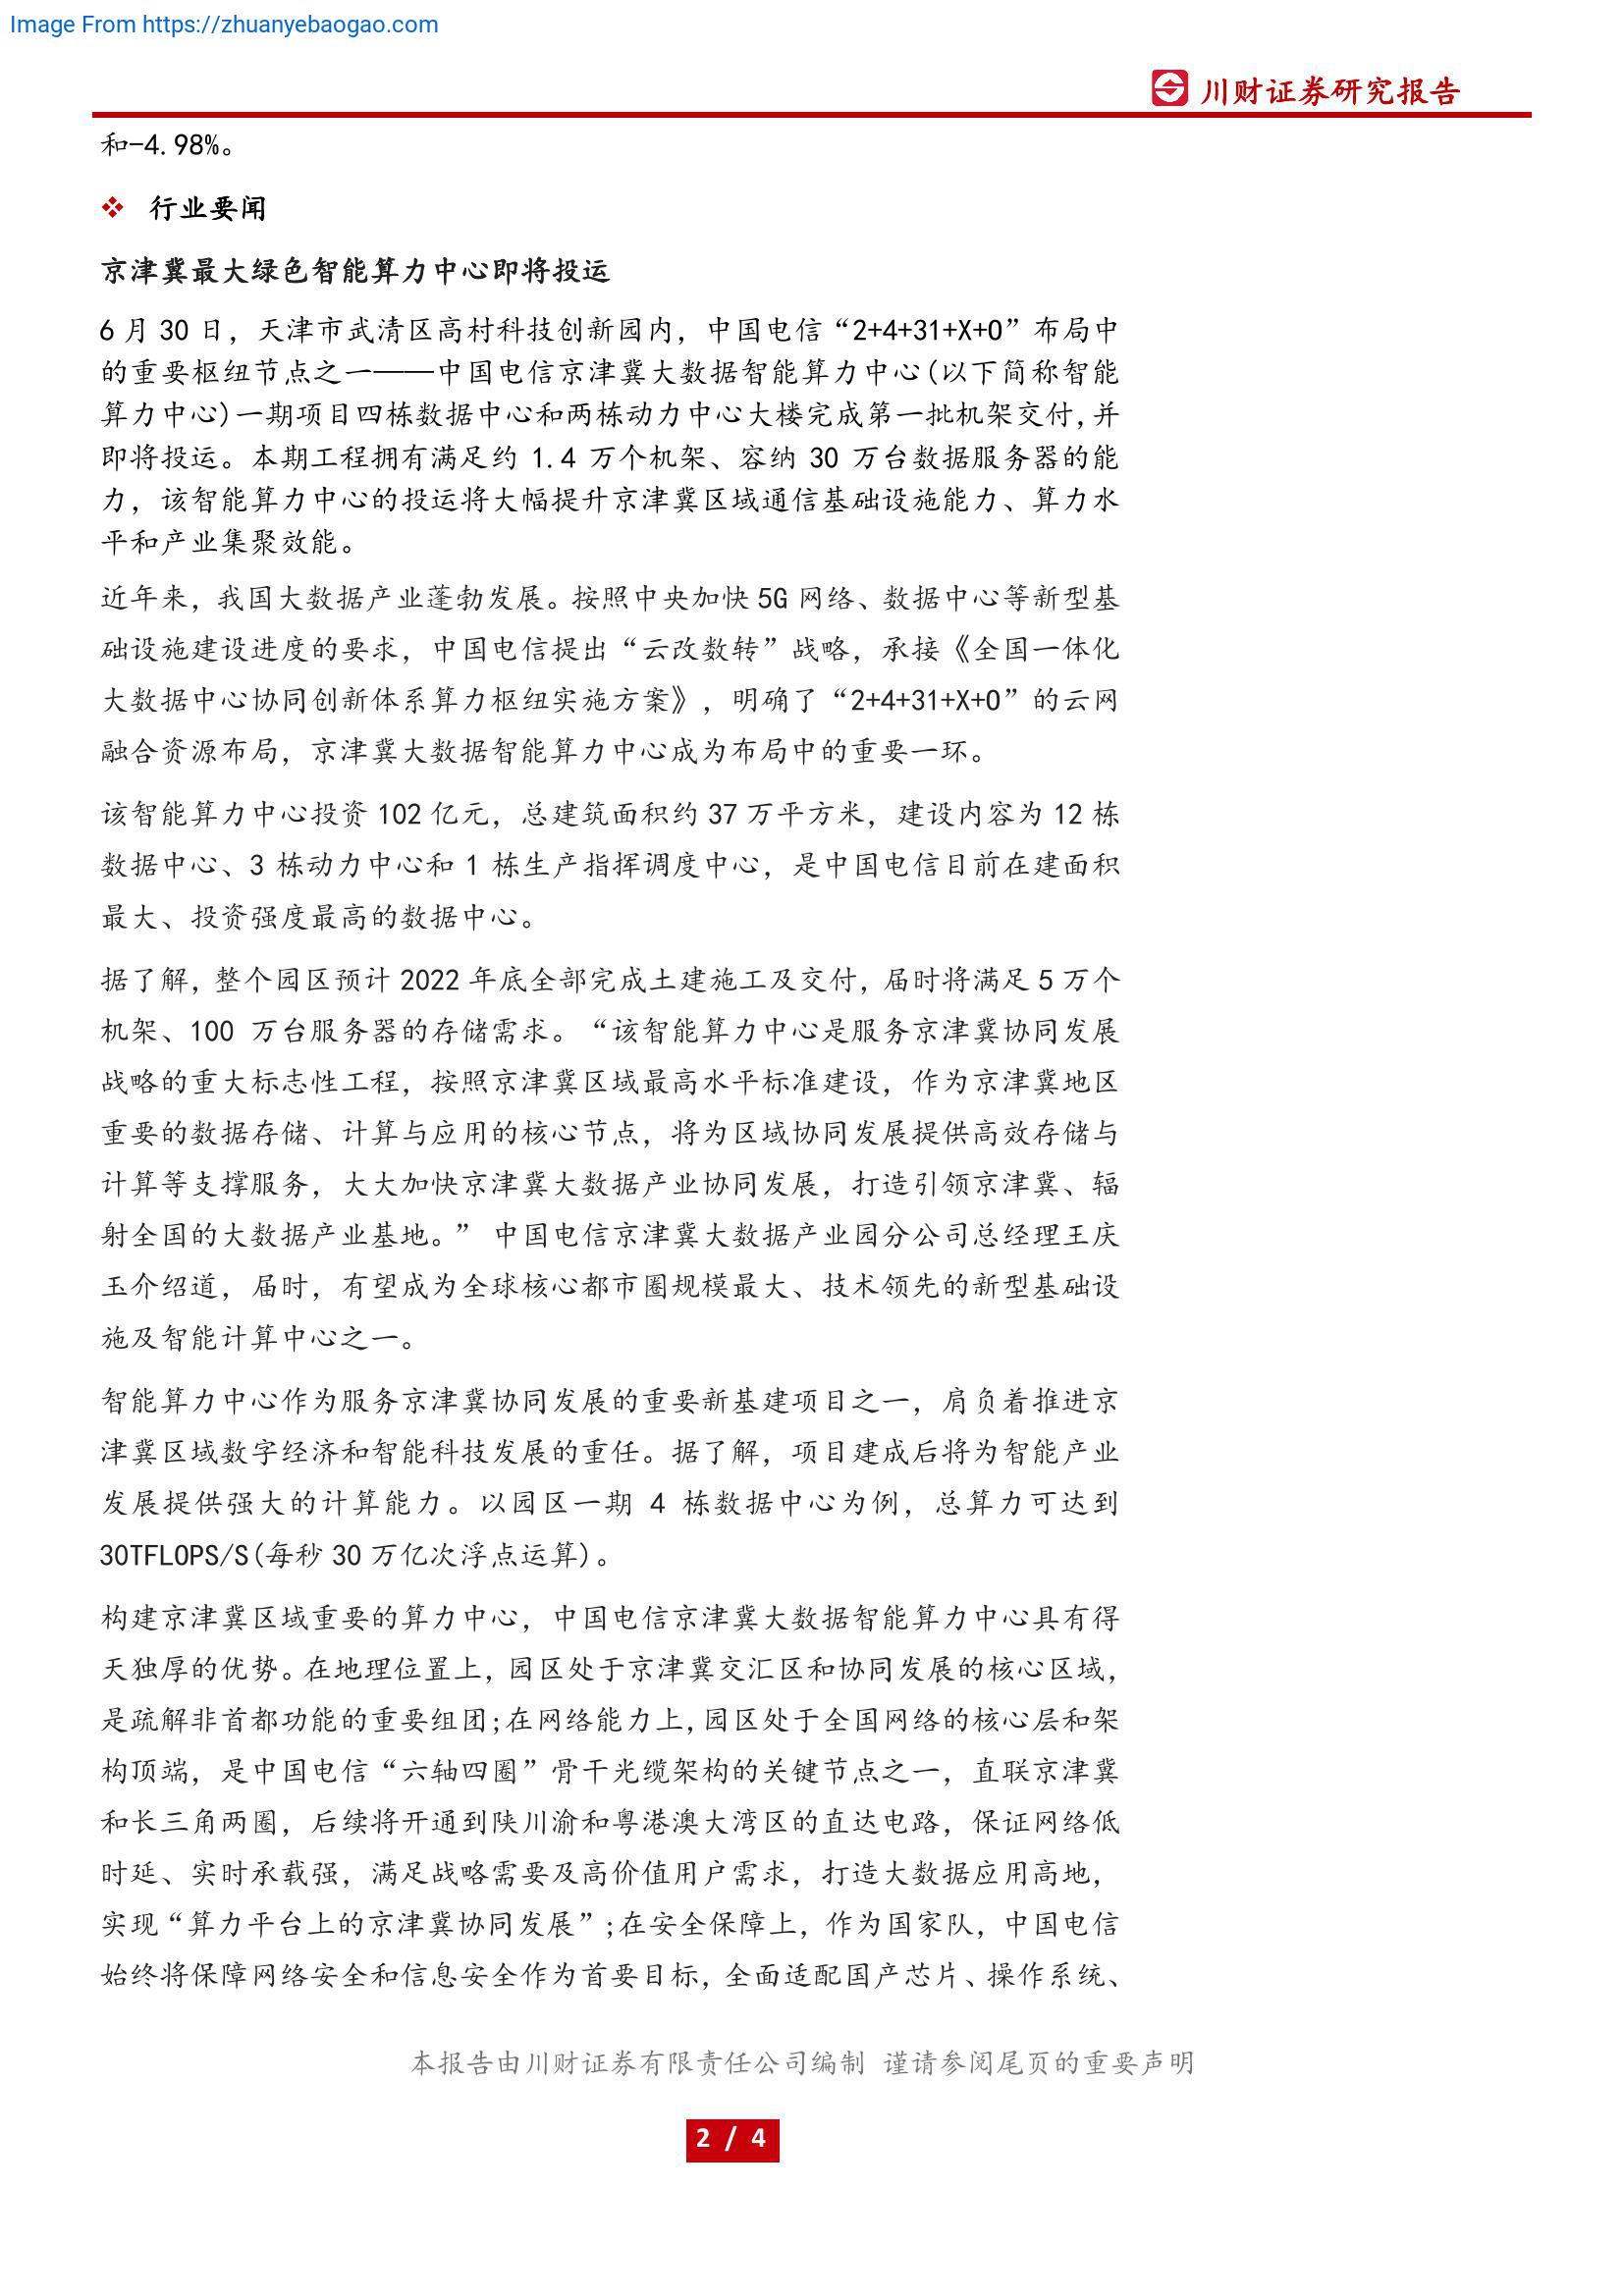 Image From https://zhuanyebaogao.com
川财证券研究报告
和-4.98%。
行业要闻
京津冀最大绿色智能算力中心即将投运
6 月 30 日，天津市武清区高村科技创新园内，中国电信“2+4+31+X+O”布局中
的重要枢纽节点之一——中国电信京津冀大数据智能算力中心(以下简称智能
算力中心)一期项目四栋数据中心和两栋动力中心大楼完成第一批机架交付,并
即将投运。本期工程拥有满足约 1.4 万个机架、容纳 30 万台数据服务器的能
力，该智能算力中心的投运将大幅提升京津冀区域通信基础设施能力、算力水
平和产业集聚效能。
近年来，我国大数据产业蓬勃发展。按照中央加快 5G 网络、数据中心等新型基
础设施建设进度的要求，中国电信提出“云改数转”战略，承接《全国一体化
大数据中心协同创新体系算力枢纽实施方案》，明确了“2+4+31+X+O”的云网
融合资源布局，京津冀大数据智能算力中心成为布局中的重要一环。
该智能算力中心投资 102 亿元，总建筑面积约 37 万平方米，建设内容为 12 栋
数据中心、3 栋动力中心和 1 栋生产指挥调度中心，是中国电信目前在建面积
最大、投资强度最高的数据中心。
据了解，整个园区预计 2022 年底全部完成土建施工及交付，届时将满足 5 万个
机架、100 万台服务器的存储需求。“该智能算力中心是服务京津冀协同发展
战略的重大标志性工程，按照京津冀区域最高水平标准建设，作为京津冀地区
重要的数据存储、计算与应用的核心节点，将为区域协同发展提供高效存储与
计算等支撑服务，大大加快京津冀大数据产业协同发展，打造引领京津冀、辐
射全国的大数据产业基地。” 中国电信京津冀大数据产业园分公司总经理王庆
玉介绍道，届时，有望成为全球核心都市圈规模最大、技术领先的新型基础设
施及智能计算中心之一。
智能算力中心作为服务京津冀协同发展的重要新基建项目之一，肩负着推进京
津冀区域数字经济和智能科技发展的重任。据了解，项目建成后将为智能产业
发展提供强大的计算能力。以园区一期 4 栋数据中心为例，总算力可达到
30TFLOPS/S(每秒 30 万亿次浮点运算)。
构建京津冀区域重要的算力中心，中国电信京津冀大数据智能算力中心具有得
天独厚的优势。在地理位置上，园区处于京津冀交汇区和协同发展的核心区域，
是疏解非首都功能的重要组团;在网络能力上,园区处于全国网络的核心层和架
构顶端，是中国电信“六轴四圈”骨干光缆架构的关键节点之一，直联京津冀
和长三角两圈，后续将开通到陕川渝和粤港澳大湾区的直达电路，保证网络低
时延、实时承载强，满足战略需要及高价值用户需求，打造大数据应用高地，
实现“算力平台上的京津冀协同发展”;在安全保障上，作为国家队，中国电信
始终将保障网络安全和信息安全作为首要目标，全面适配国产芯片、操作系统、
本报告由川财证券有限责任公司编制 谨请参阅尾页的重要声明
2 / 4